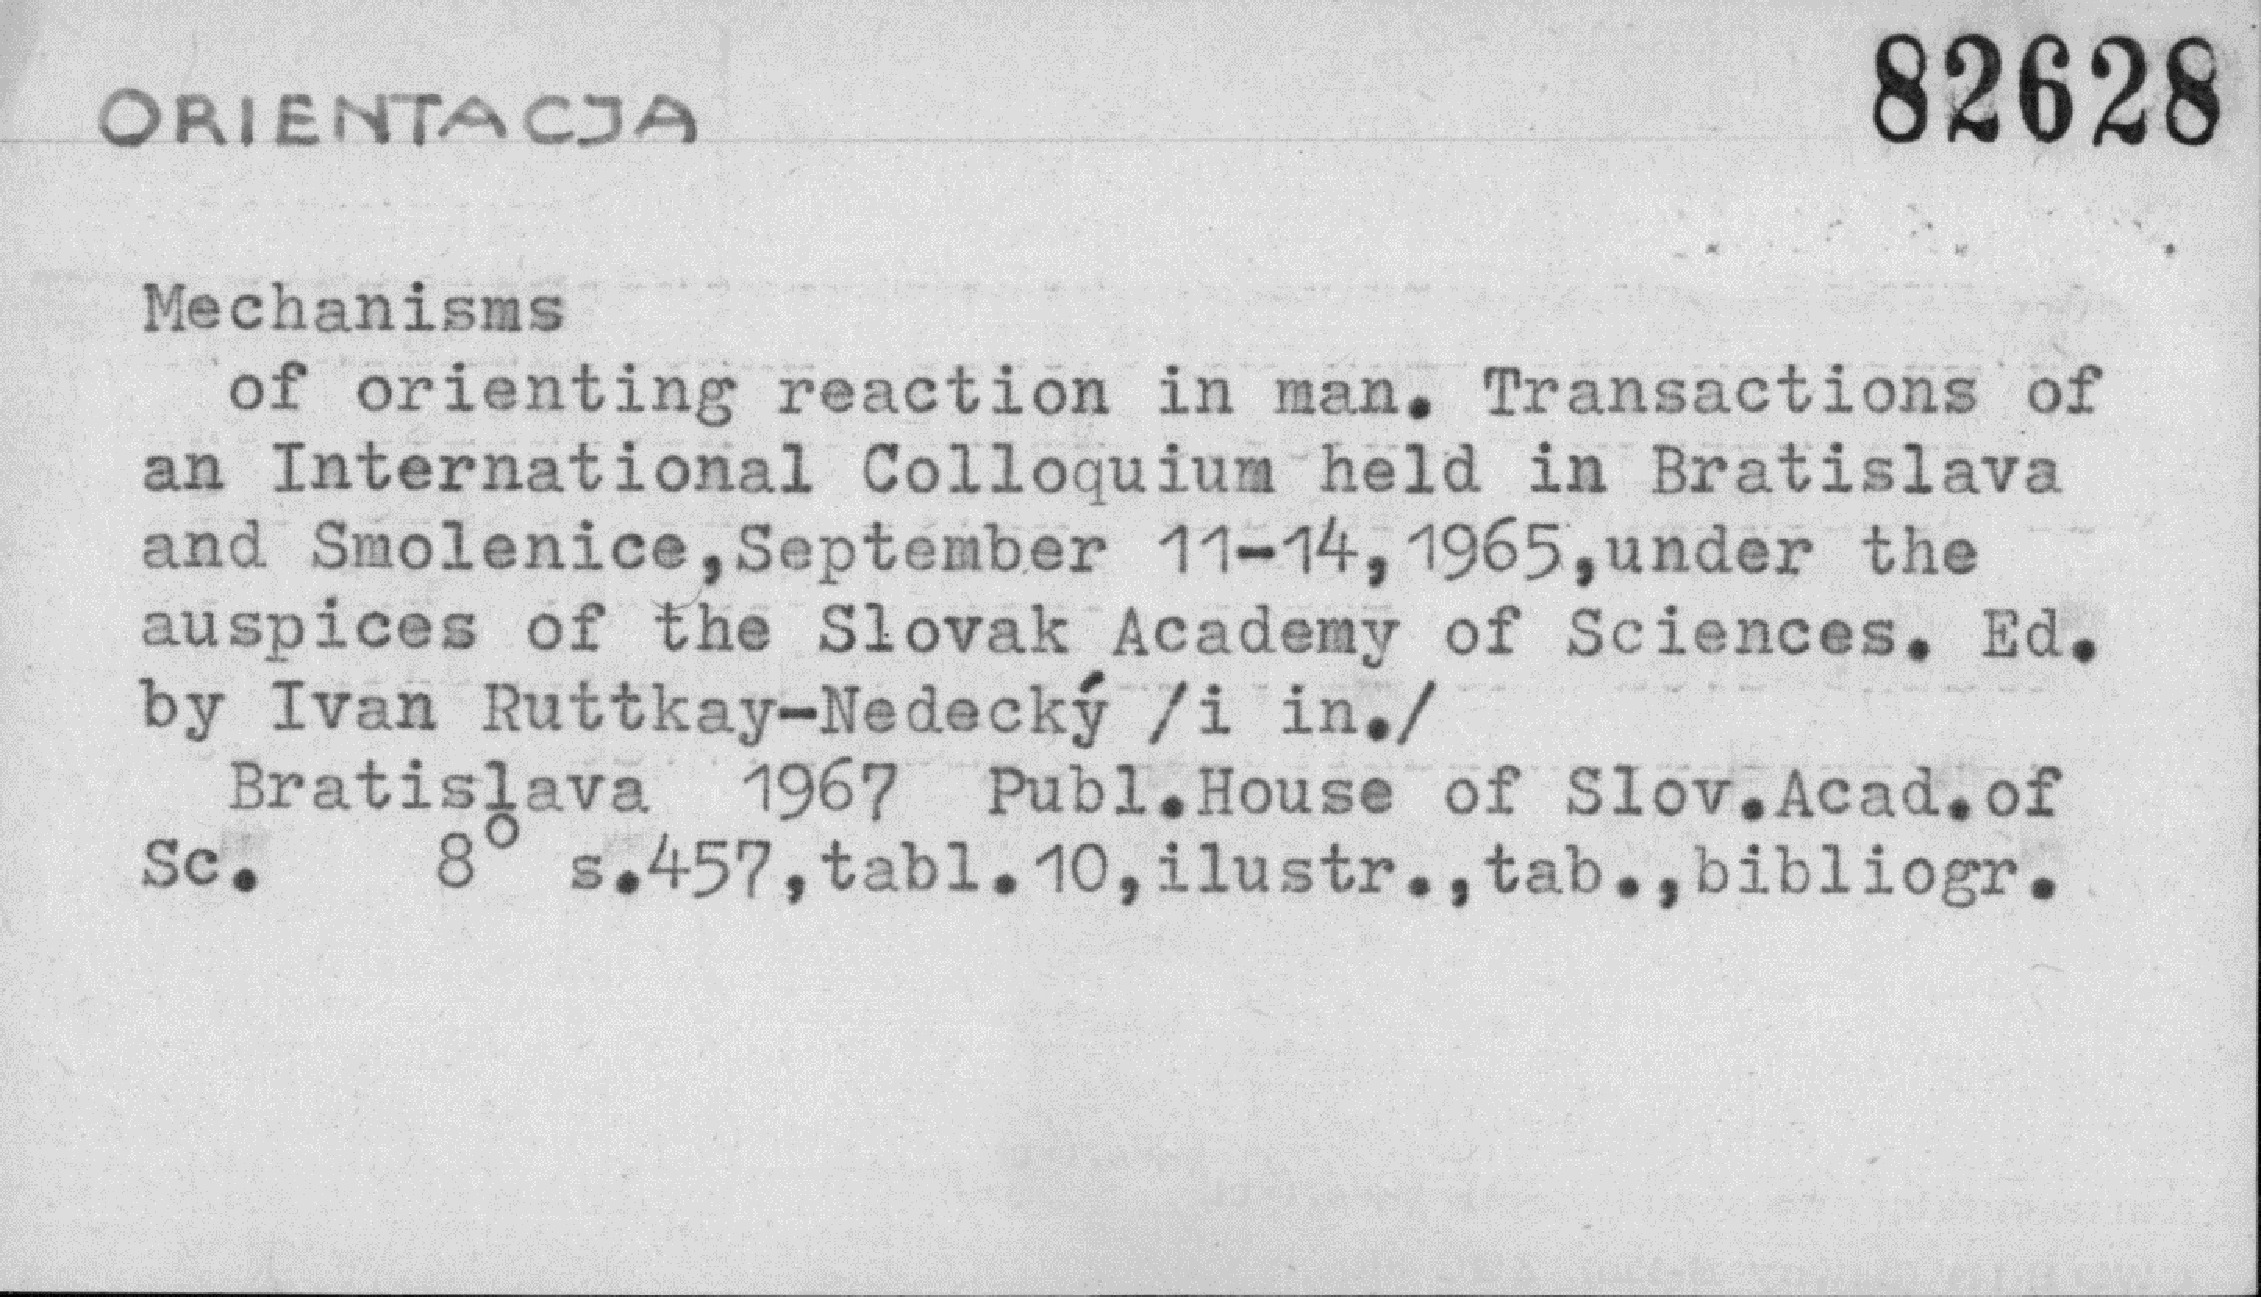 82628
ORIENTACJA
Mechanisms
of orienting reaction in man. Transactions of
an International Colloquium held in Bratislava
and Smolenice,September 11-14,1965,under the
auspices of the Slovak Academy of Sciences. Ed.
by Ivan Ruttkay-Nedecký /i in./
Bratislava 1967 Publ.House of Slov.Acad.of
Sc. 8° s.457,tabl.10,ilustr.,tab.,bibliogr.